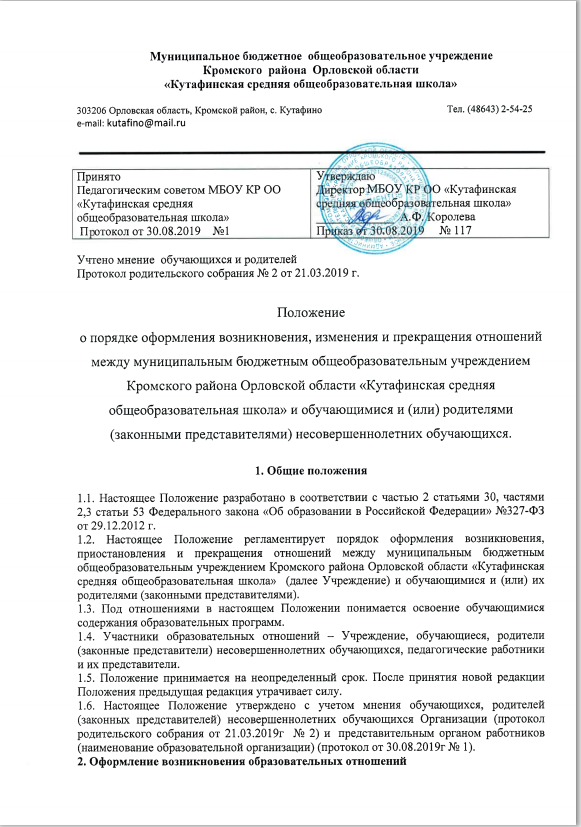 Муниципальное бюджетное общеобразовательное учреждение
Кромского района Орловской области
«Кутафинская средняя общеобразовательная школа»
303206 Орловская область, Кромской район, с. Кутафино Тел. (48643) 2-54-25
e-mail: kutafino@mail.ru
Принято
Педагогическим советом МБОУ КР ОО
«Кутафинская средняя
общеобразовательная школа»
Протокол от 30.08.2019 №1
Утверждаю
Директор МБОУ КР ОО «Кутафинская
средняя общеобразовательная школа»
А.Ф. Королева
Приказ от 30.08.2019 № 117
Учтено мнение обучающихся и родителей
Протокол родительского собрания № 2 от 21.03.2019 г.
Положение
о порядке оформления возникновения, изменения и прекращения отношений
между муниципальным бюджетным общеобразовательным учреждением
Кромского района Орловской области «Кутафинская средняя
общеобразовательная школа» и обучающимися и (или) родителями
(законными представителями) несовершеннолетних обучающихся.
1. Общие положения
1.1. Настоящее Положение разработано в соответствии с частью 2 статьями 30, частями
2,3 статьи 53 Федерального закона «Об образовании в Российской Федерации» №327-ФЗ
от 29.12.2012 г.
1.2. Настоящее Положение регламентирует порядок оформления возникновения,
приостановления и прекращения отношений между муниципальным бюджетным
общеобразовательным учреждением Кромского района Орловской области «Кутафинская
средняя общеобразовательная школа» (далее Учреждение) и обучающимися и (или) их
родителями (законными представителями).
1.3. Под отношениями в настоящем Положении понимается освоение обучающимися
содержания образовательных программ.
1.4. Участники образовательных отношений – Учреждение, обучающиеся, родители
(законные представители) несовершеннолетних обучающихся, педагогические работники
и их представители.
1.5. Положение принимается на неопределенный срок. После принятия новой редакции
Положения предыдущая редакция утрачивает силу.
1.6. Настоящее Положение утверждено с учетом мнения обучающихся, родителей
(законных представителей) несовершеннолетних обучающихся Организации (протокол
родительского собрания от 21.03.2019г № 2) и представительным органом работников
(наименование образовательной организации) (протокол от 30.08.2019г № 1).
2. Оформление возникновения образовательных отношений